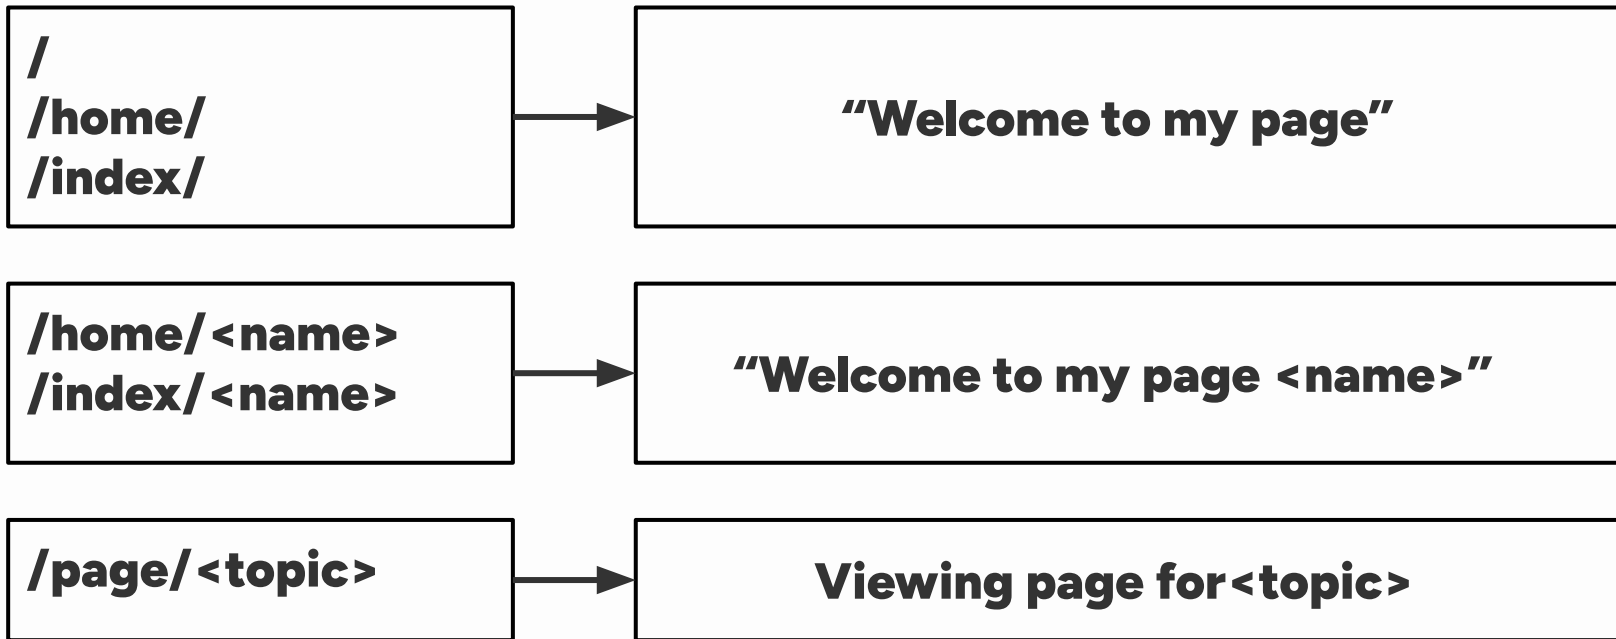 /
/home/
/index/
“Welcome to my page”
/home/<name>
/index/<name>
“Welcome to my page <name>”
/page/<topic>
Viewing page for<topic>